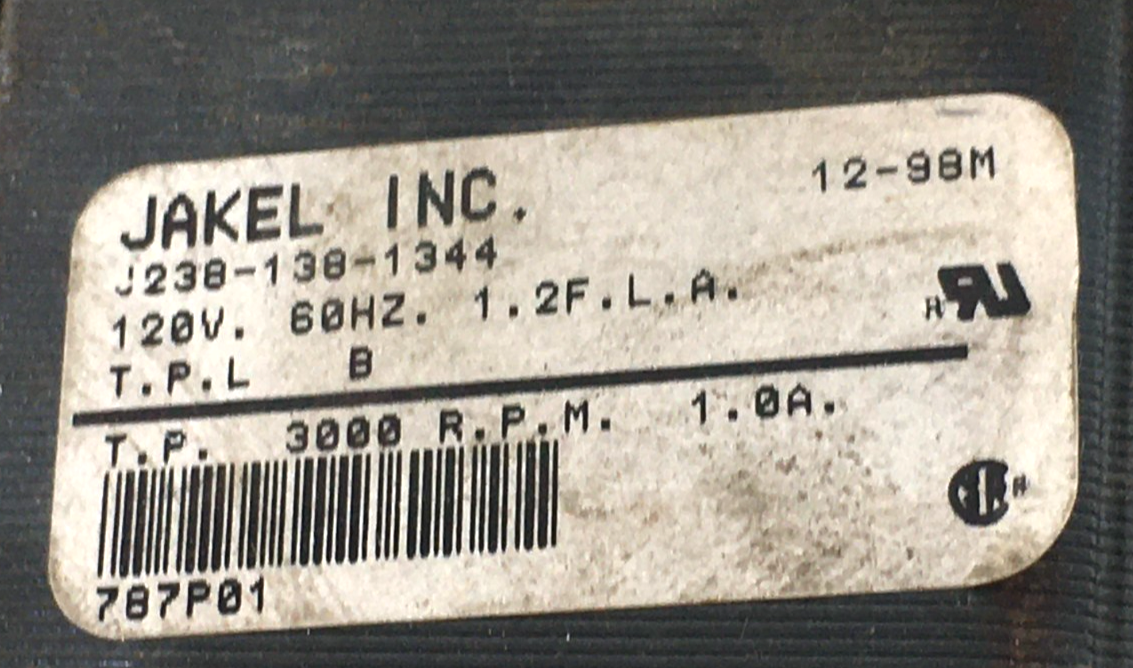 JAKEL INC. 12-98M
J238-138-1344
120V. 60HZ. 1.2F.L.A.
T.P.L B
T.P. 3000 R.P.M. 1.0A.
787P01